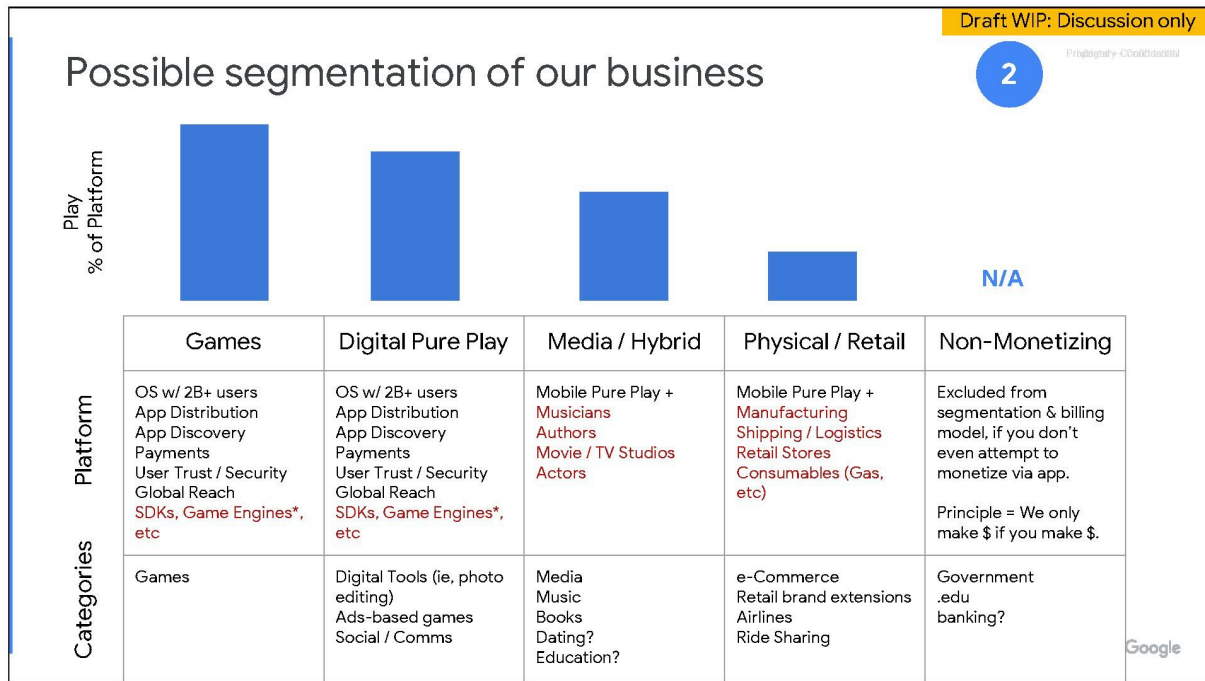 Draft WIP: Discussion only
Possible segmentation of our business
2
Play
% of Platform
N/A
Games
Digital Pure Play
Media / Hybrid
Physical / Retail
Non-Monetizing
Platform
OS w/ 2B+ users
App Distribution
App Discovery
Payments
User Trust / Security
Global Reach
SDKs, Game Engines*,
etc
OS w/ 2B+ users
App Distribution
App Discovery
Payments
User Trust / Security
Global Reach
SDKs, Game Engines*,
etc
Mobile Pure Play +
Musicians
Authors
Movie / TV Studios
Actors
Mobile Pure Play +
Manufacturing
Shipping / Logistics
Retail Stores
Consumables (Gas,
etc)
Excluded from
segmentation & billing
model, if you don't
even attempt to
monetize via app.
Principle = We only
make $ if you make $.
Categories
Games
Digital Tools (ie, photo
editing)
Ads-based games
Social / Comms
Media
Music
Books
Dating?
Education?
e-Commerce
Retail brand extensions
Airlines
Ride Sharing
Government
.edu
banking?
Google